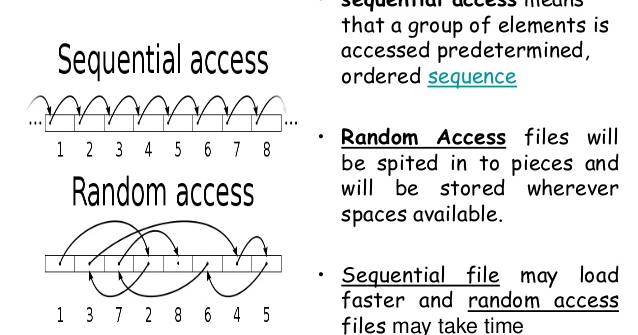 Sequential access
... ...
1 2 3 4 5 6 7 8
Random access
1 3 7 2 8 6 4 5
• sequential access means
that a group of elements is
accessed predetermined,
ordered sequence
• Random Access files will
be spited in to pieces and
will be stored wherever
spaces available.
• Sequential file may load
faster and random access
files may take time